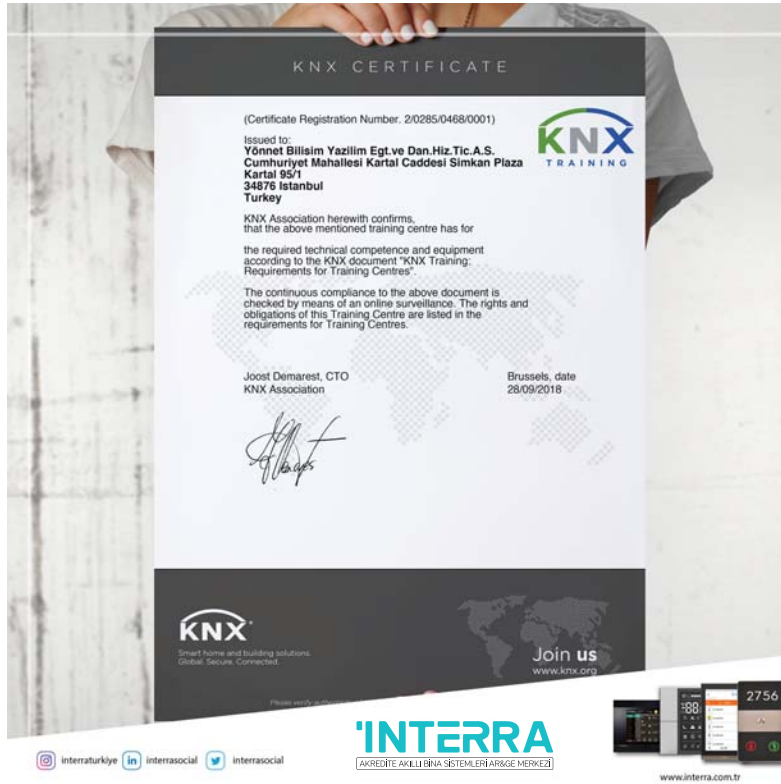 KNX CERTIFICATE
(Certificate Registration Number. 2/0285/0468/0001)
KNX
TRAINING
Issued to:
Yönnet Bilisim Yazilim Egt.ve Dan.Hiz.Tic.A.S.
Cumhuriyet Mahallesi Kartal Caddesi Simkan Plaza
Kartal 95/1
34876 Istanbul
Turkey
KNX Association herewith confirms,
that the above mentioned training centre has for
the required technical competence and equipment
according to the KNX document "KNX Training:
Requirements for Training Centres".
The continuous compliance to the above document is
checked by means of an online surveillance. The rights and
obligations of this Training Centre are listed in the
requirements for Training Centres.
Joost Demarest, CTO
KNX Association
Brussels, date
28/09/2018
KNX
Smart home and building solutions.
Global. Secure. Connected.
Join us
www.knx.org
Please verify
2756
interraturkiye
interrasocial
interrasocial
INTERRA
AKREDİTE AKILLI BİNA SİSTEMLERİ AR&GE MERKEZİ
www.interra.com.tr